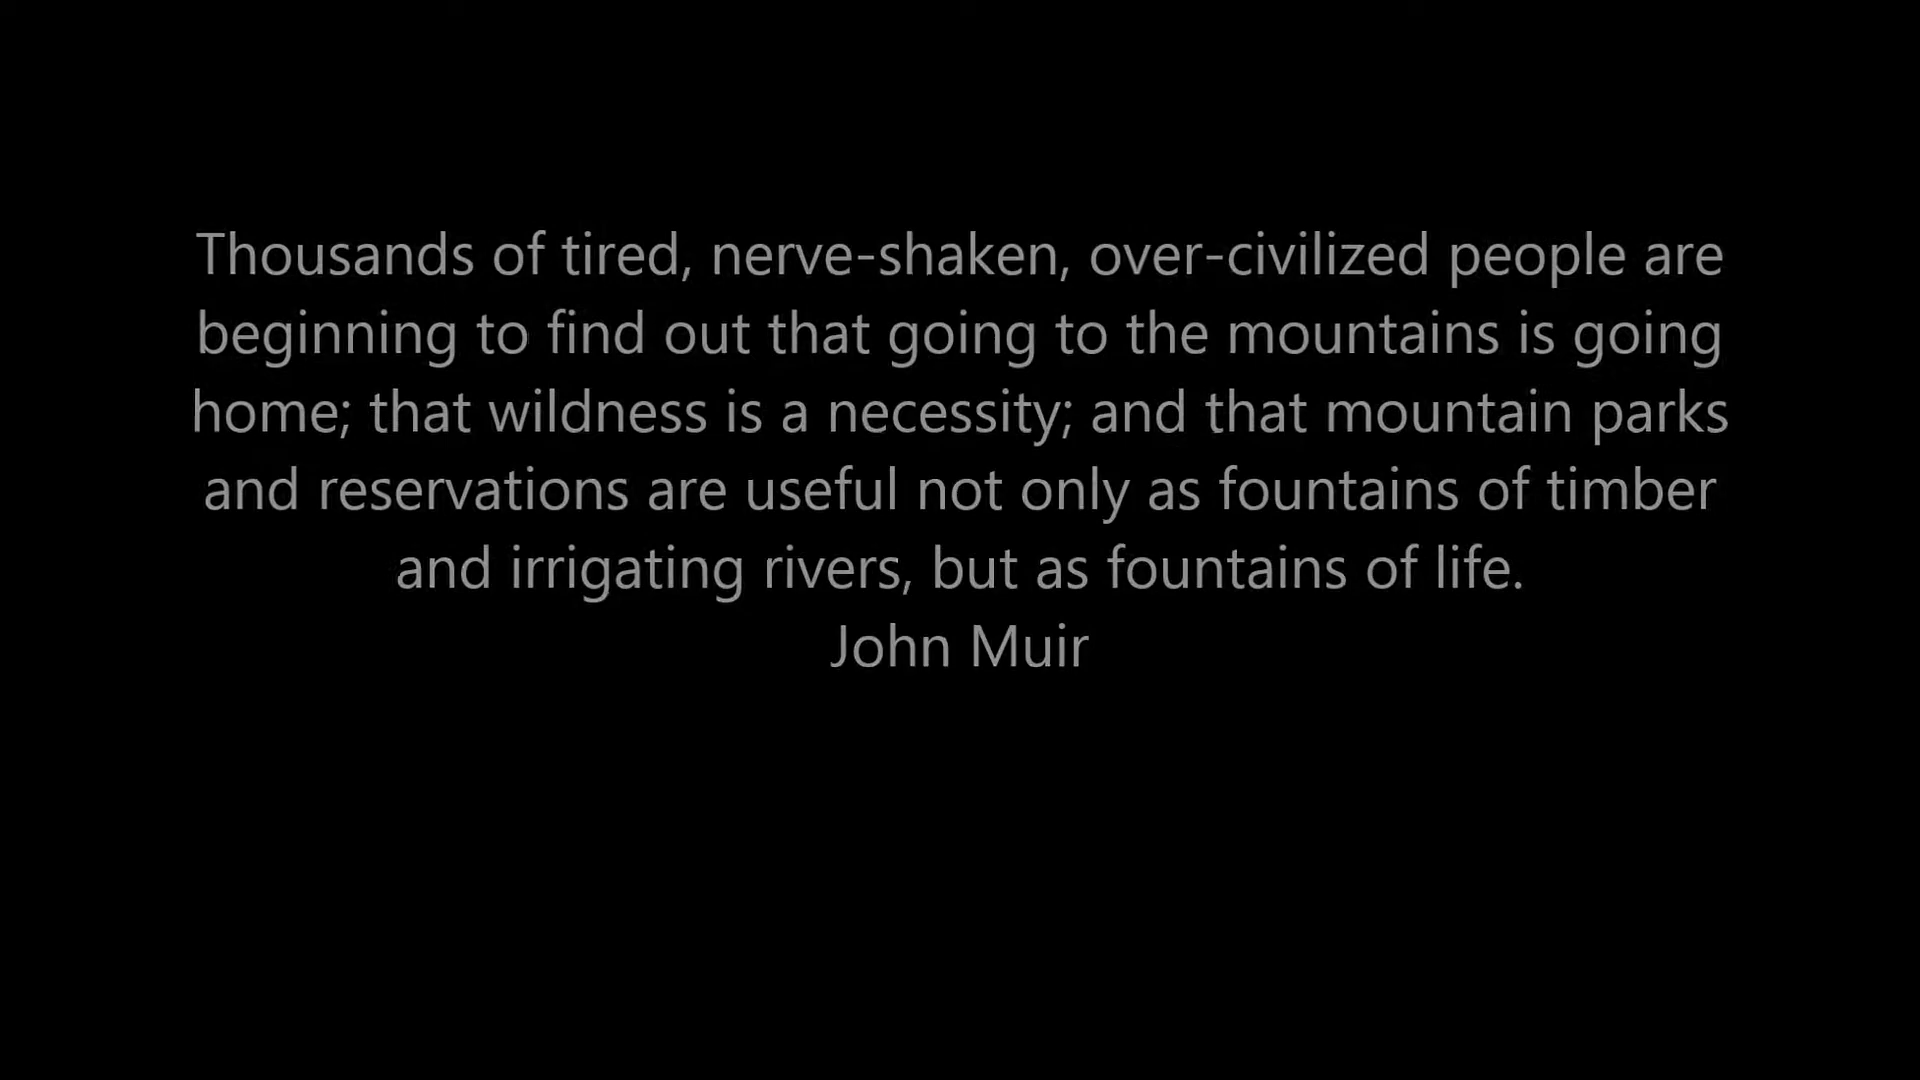 Thousands of tired, nerve-shaken, over-civilized people are
beginning to find out that going to the mountains is going
home; that wildness is a necessity; and that mountain parks
and reservations are useful not only as fountains of timber
and irrigating rivers, but as fountains of life.
John Muir